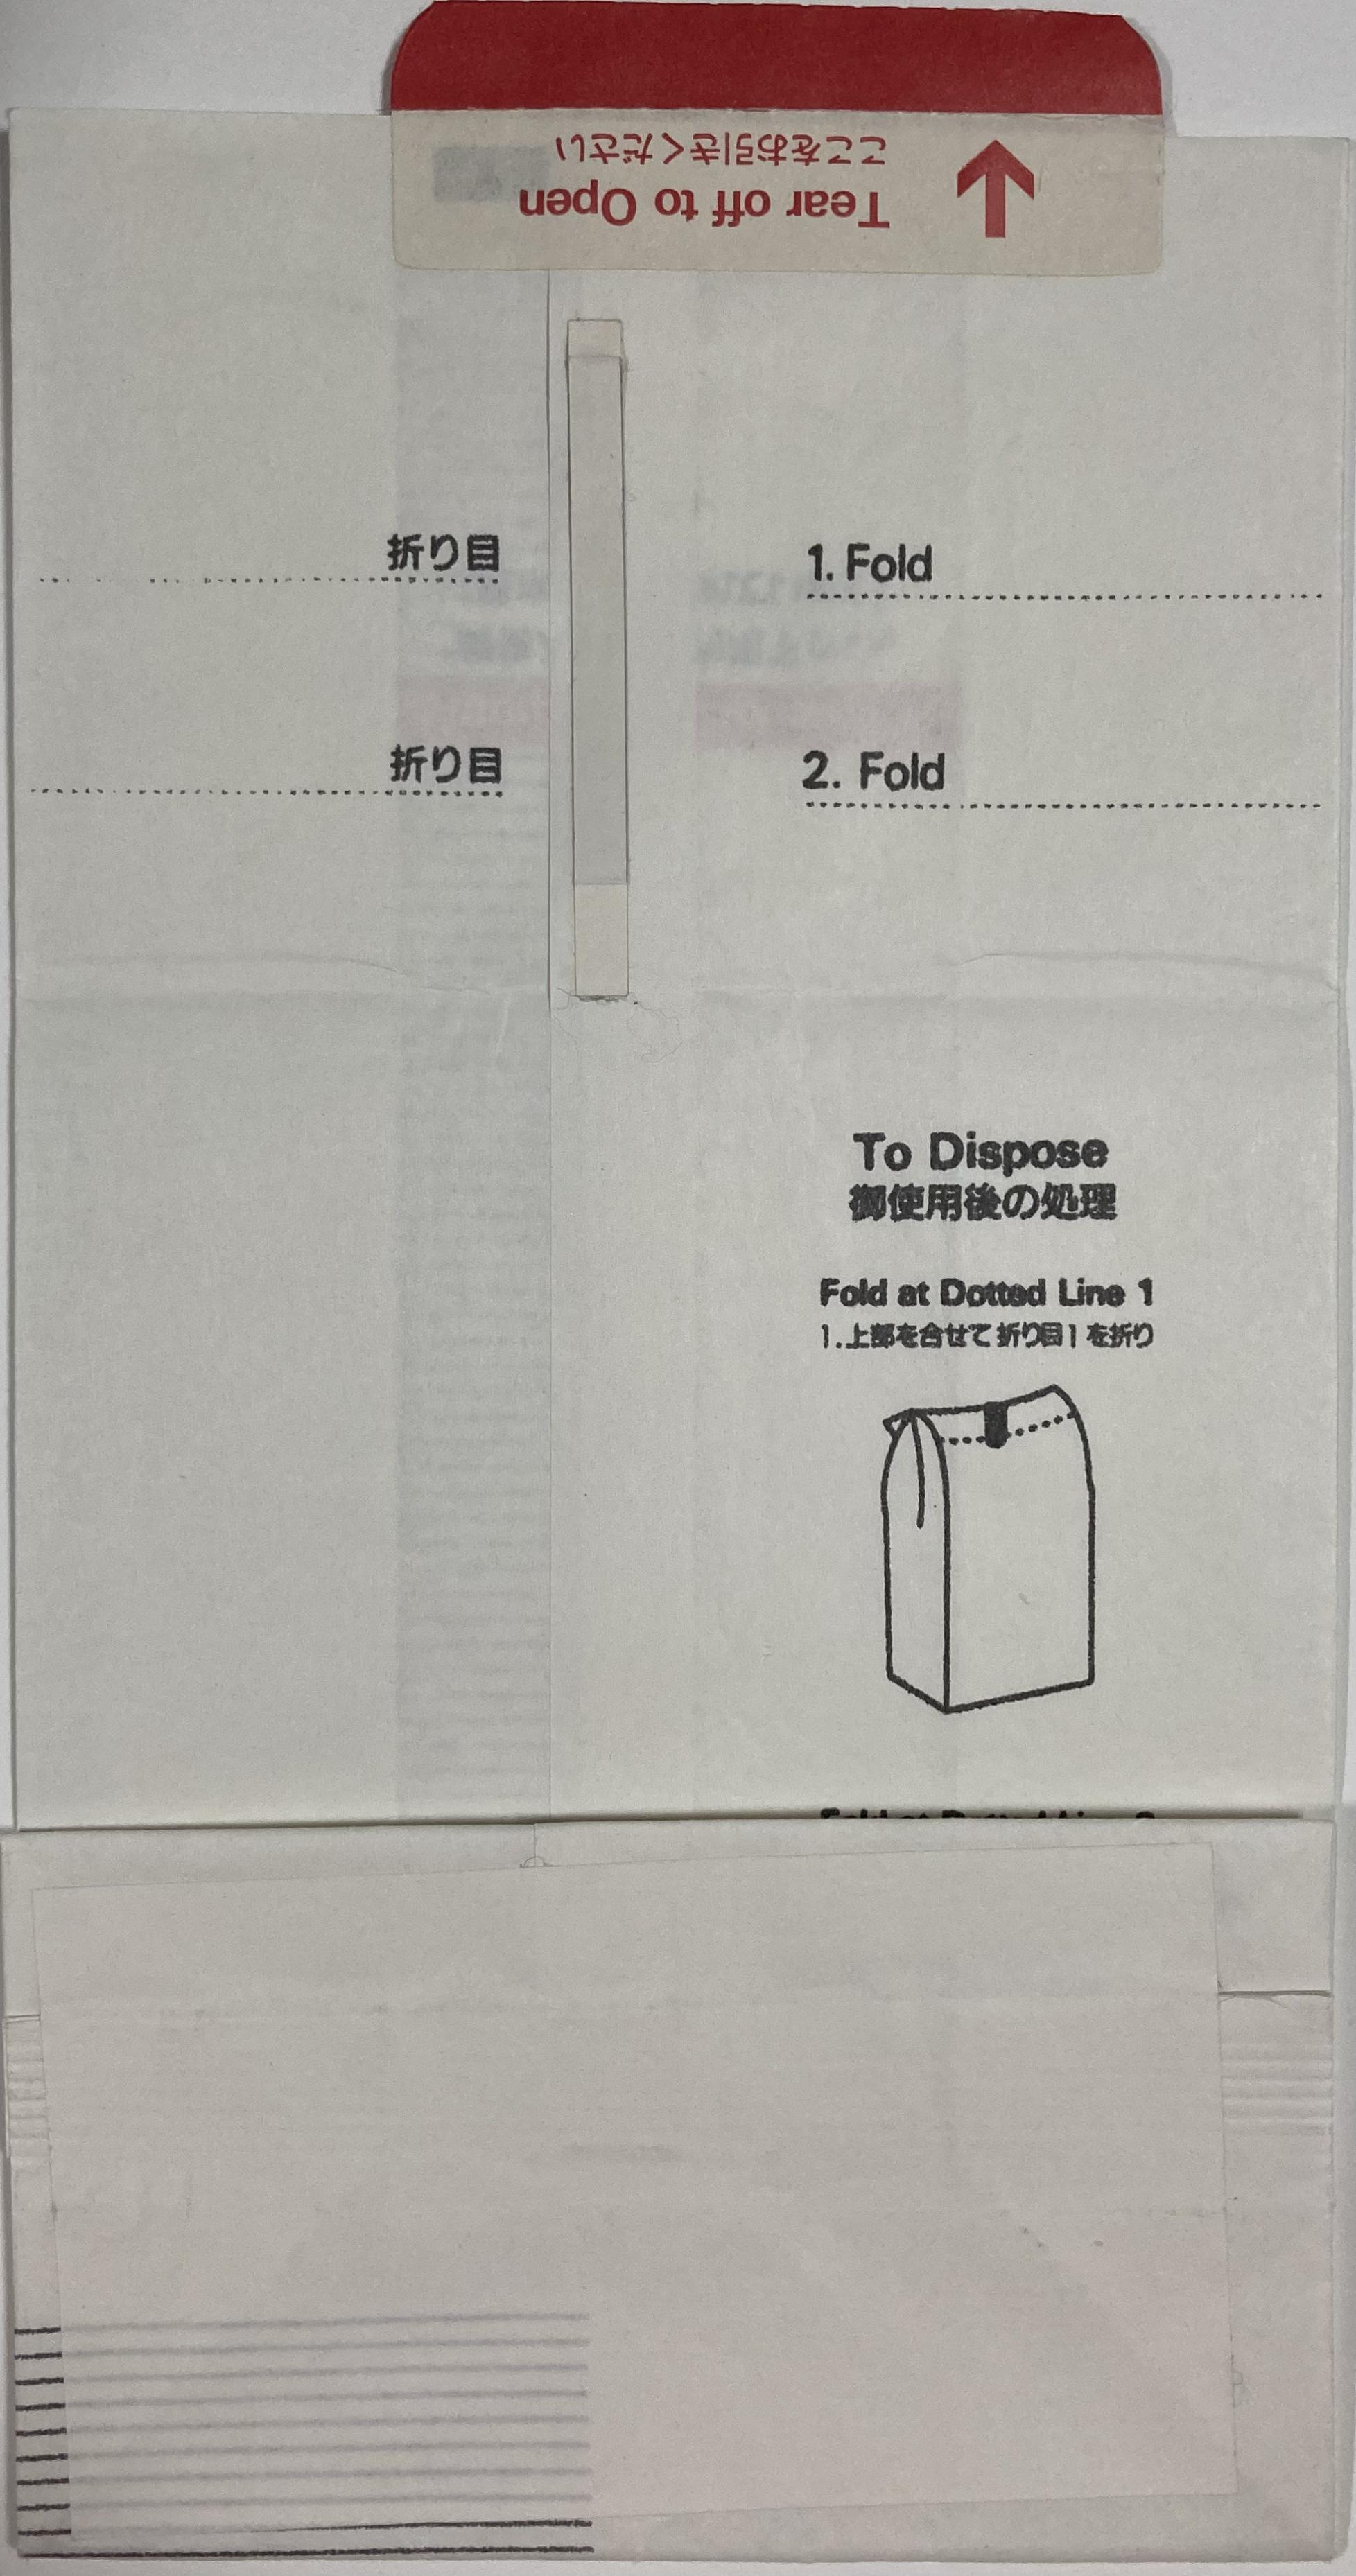 ここをお引きください
Tear off to Open
折り目
1. Fold
折り目
2. Fold
To Dispose
御使用後の処理
Fold at Dotted Line 1
1.上部を合せて折り目1を折り